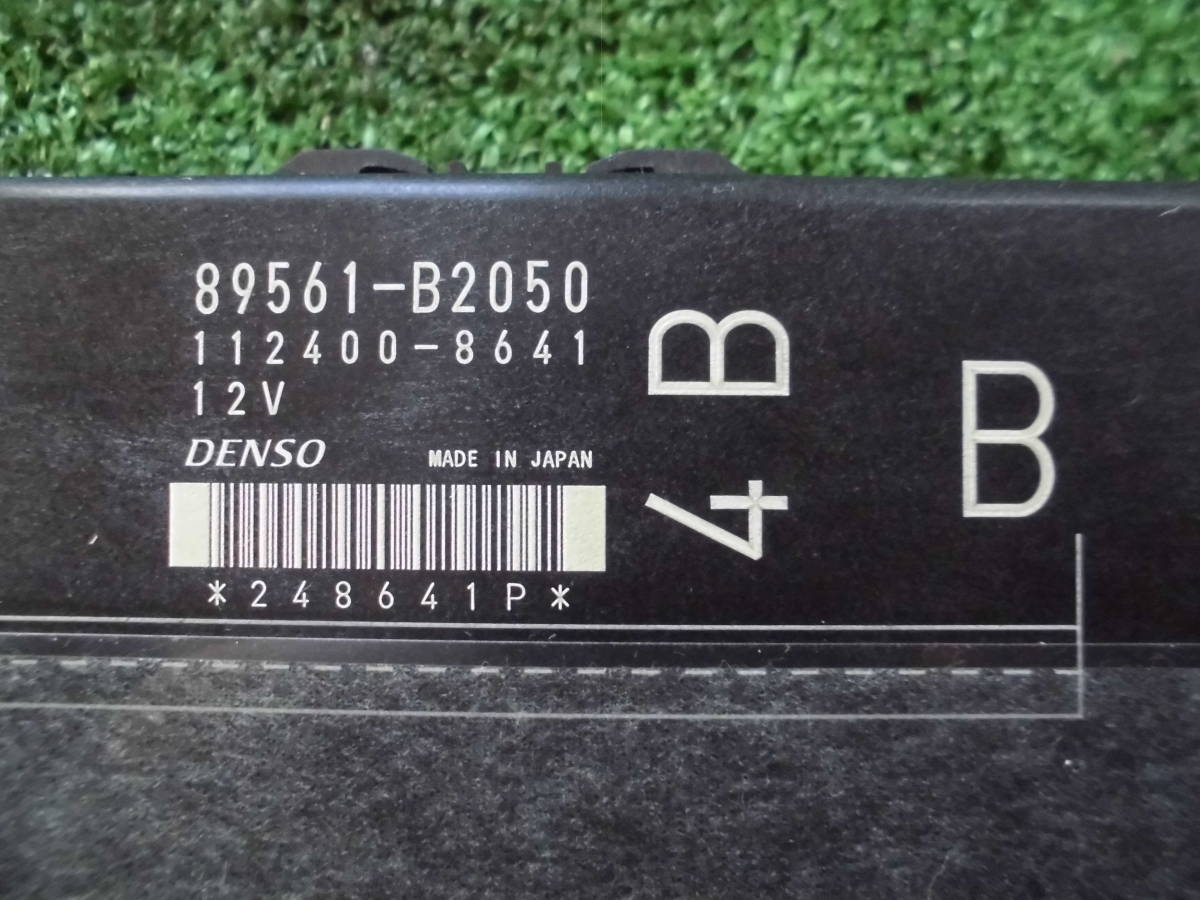 89561-B2050
112400-8641
12V
DENSO MADE IN JAPAN
*248641P*
4B
B